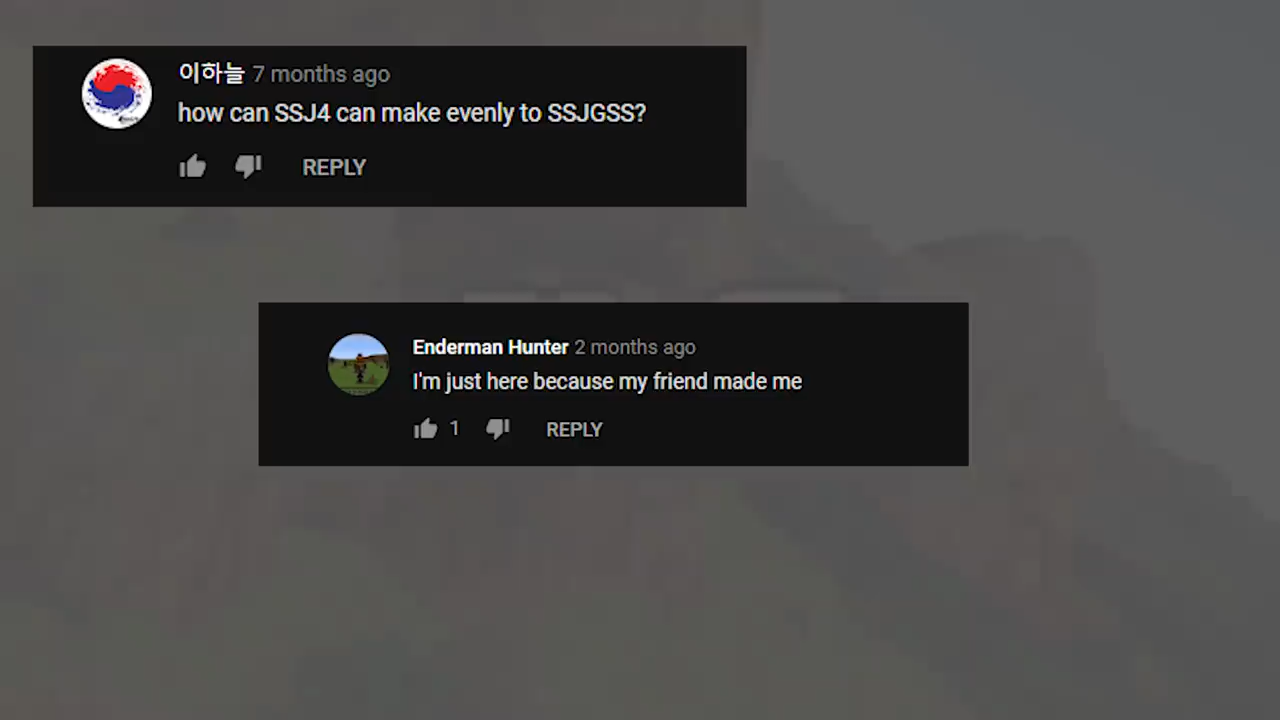 이하늘 7 months ago
how can SSJ4 can make evenly to SSJGSS?
REPLY
Enderman Hunter 2 months ago
I'm just here because my friend made me
1 REPLY